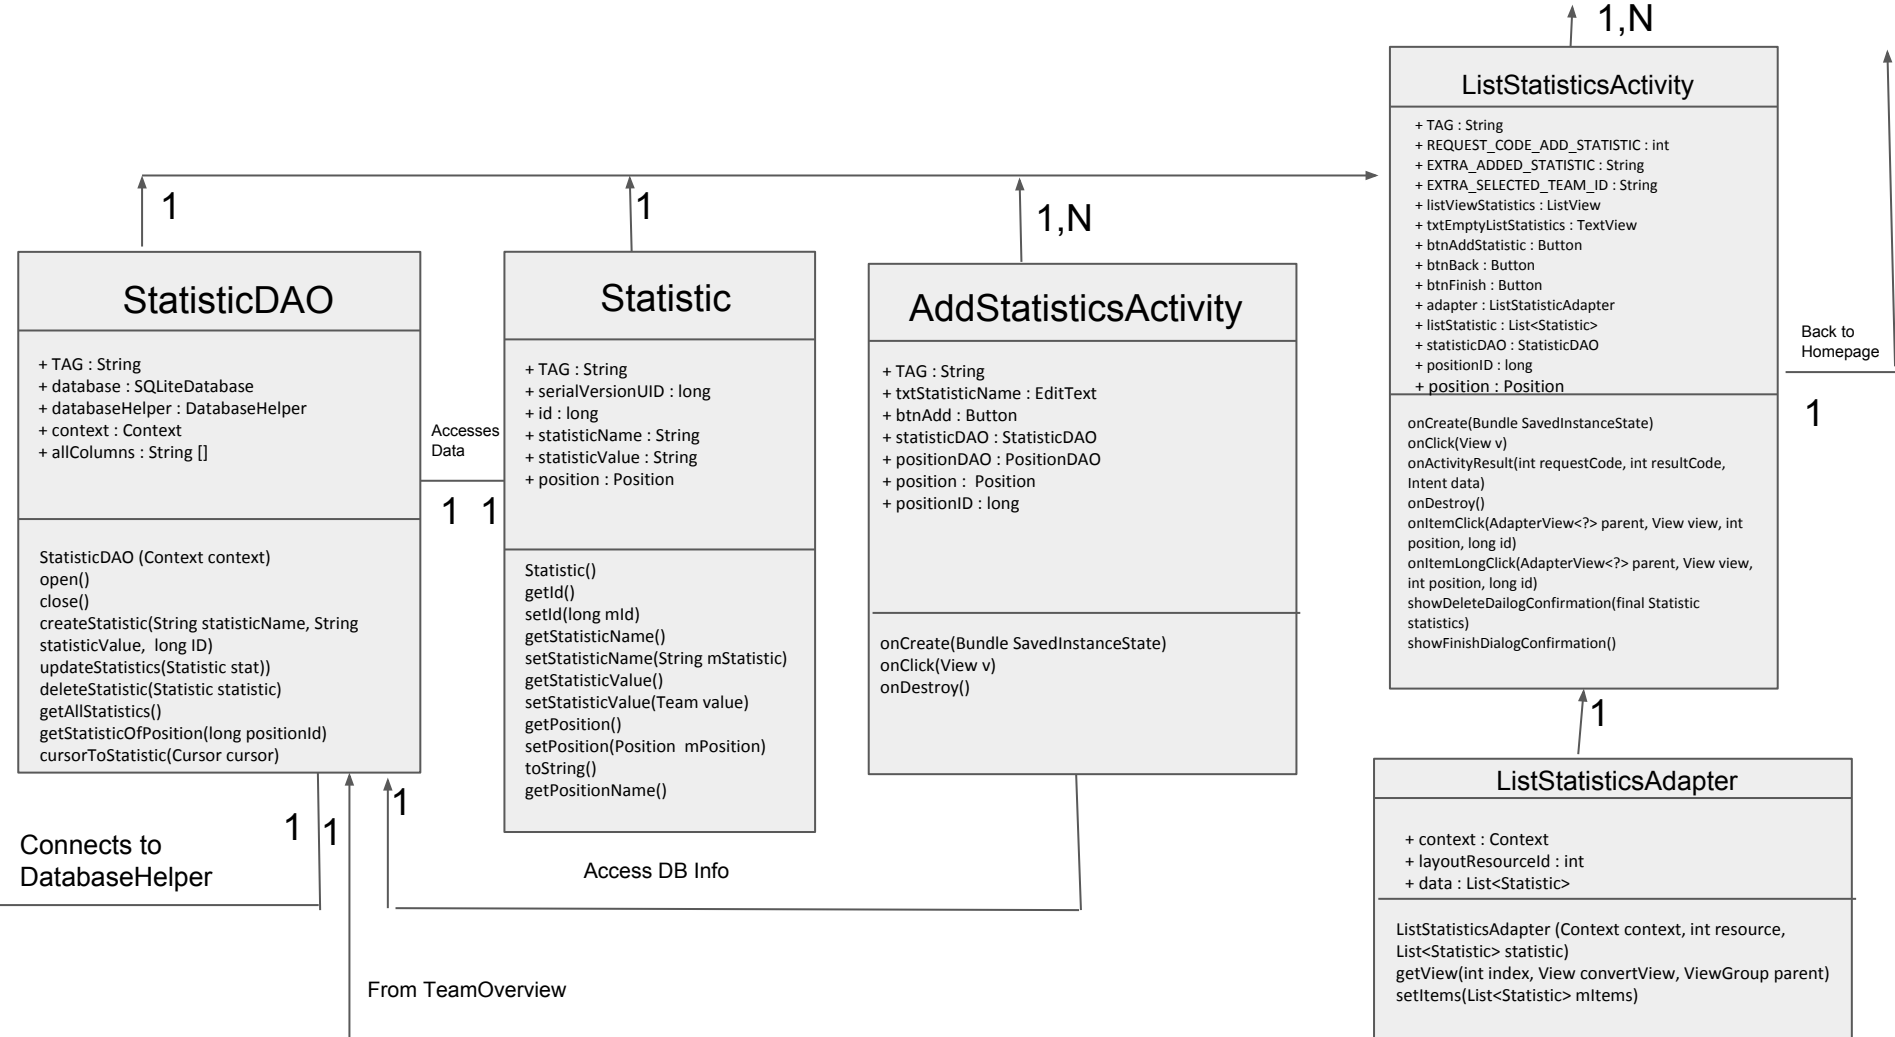 1,N
ListStatisticsActivity
+ TAG : String
+ REQUEST_CODE_ADD_STATISTIC : int
+ EXTRA_ADDED_STATISTIC : String
+ EXTRA_SELECTED_TEAM_ID : String
+ listViewStatistics : ListView
+ txtEmptyListStatistics : TextView
+ btnAddStatistic : Button
+ btnBack : Button
+ btnFinish : Button
+ adapter : ListStatisticAdapter
+ listStatistic : List<Statistic>
+ statisticDAO : StatisticDAO
+ positionID : long
+ position : Position
onCreate(Bundle SavedInstanceState)
onClick(View v)
onActivityResult(int requestCode, int resultCode,
Intent data)
onDestroy()
onItemClick(AdapterView<?> parent, View view, int
position, long id)
onItemLongClick(AdapterView<?> parent, View view,
int position, long id)
showDeleteDailogConfirmation(final Statistic
statistics)
showFinishDialogConfirmation()
Back to
Homepage
1
1
1
1,N
StatisticDAO
+ TAG : String
+ database : SQLiteDatabase
+ databaseHelper : DatabaseHelper
+ context : Context
+ allColumns : String []
StatisticDAO (Context context)
open()
close()
createStatistic(String statisticName, String
statisticValue,  long ID)
updateStatistics(Statistic stat))
deleteStatistic(Statistic statistic)
getAllStatistics()
getStatisticOfPosition(long positionId)
cursorToStatistic(Cursor cursor)
Accesses
Data
1 1
Statistic
+ TAG : String
+ serialVersionUID : long
+ id : long
+ statisticName : String
+ statisticValue : String
+ position : Position
Statistic()
getId()
setId(long mId)
getStatisticName()
setStatisticName(String mStatistic)
getStatisticValue()
setStatisticValue(Team value)
getPosition()
setPosition(Position  mPosition)
toString()
getPositionName()
AddStatisticsActivity
+ TAG : String
+ txtStatisticName : EditText
+ btnAdd : Button
+ statisticDAO : StatisticDAO
+ positionDAO : PositionDAO
+ position :  Position
+ positionID : long
onCreate(Bundle SavedInstanceState)
onClick(View v)
onDestroy()
1
ListStatisticsAdapter
+ context : Context
+ layoutResourceId : int
+ data : List<Statistic>
ListStatisticsAdapter (Context context, int resource,
List<Statistic> statistic)
getView(int index, View convertView, ViewGroup parent)
setItems(List<Statistic> mItems)
1 1
1
Connects to
DatabaseHelper
Access DB Info
From TeamOverview